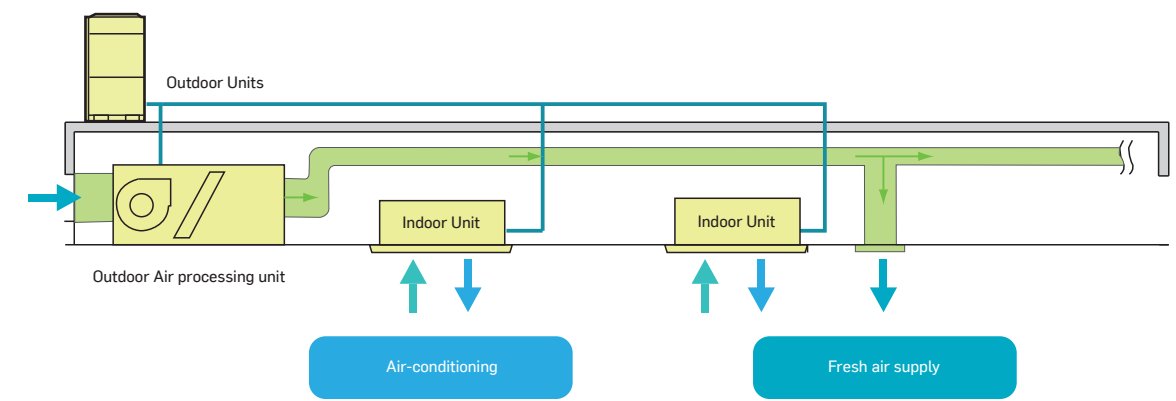 Outdoor Units
Indoor Unit
Indoor Unit
Outdoor Air processing unit
Air-conditioning
Fresh air supply